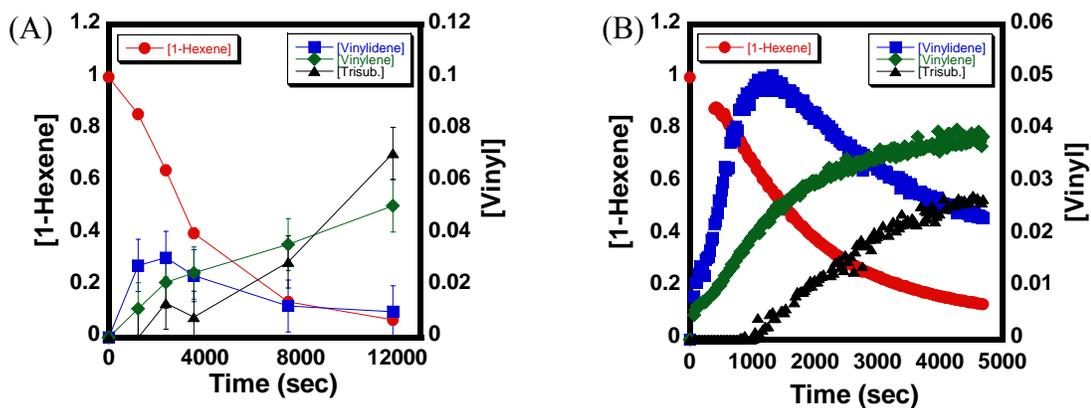 (A)
[1-Hexene]
[Vinylidene]
[Vinylene]
[Trisub.]
1.2
1
0.8
0.6
0.4
0.2
0
[1-Hexene]
0.12
0.1
0.08
0.06
0.04
0.02
0
[Vinyl]
0 4000 8000 12000
Time (sec)
(B)
[1-Hexene]
[Vinylidene]
[Vinylene]
[Trisub.]
1.2
1
0.8
0.6
0.4
0.2
0
[1-Hexene]
0.06
0.05
0.04
0.03
0.02
0.01
0
[Vinyl]
0 1000 2000 3000 4000 5000
Time (sec)